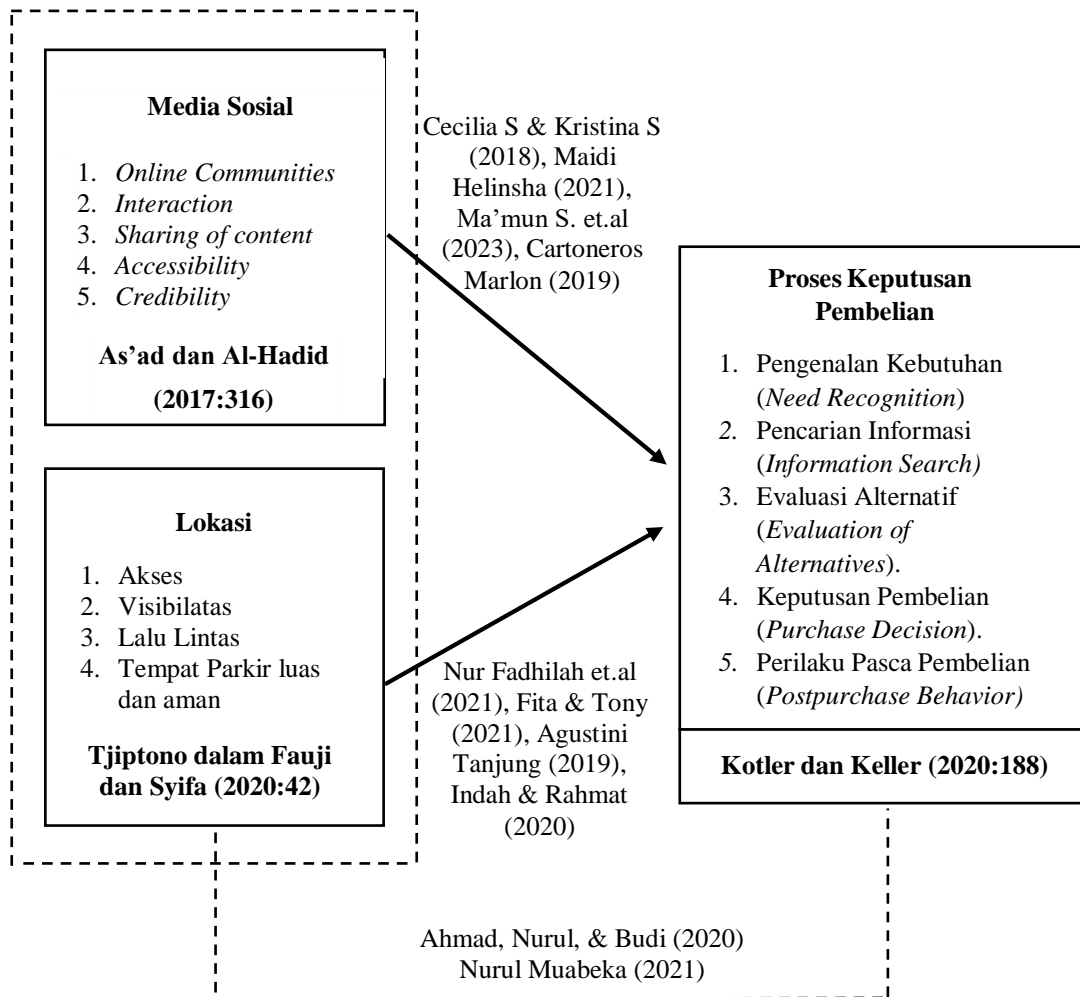 Media Sosial
1. Online Communities
2. Interaction
3. Sharing of content
4. Accessibility
5. Credibility
As’ad dan Al-Hadid
(2017:316)
Cecilia S & Kristina S
(2018), Maidi
Helinsha (2021),
Ma’mun S. et.al
(2023), Cartoneros
Marlon (2019)
Lokasi
1. Akses
2. Visibilatas
3. Lalu Lintas
4. Tempat Parkir luas
dan aman
Tjiptono dalam Fauji
dan Syifa (2020:42)
Nur Fadhilah et.al
(2021), Fita & Tony
(2021), Agustini
Tanjung (2019),
Indah & Rahmat
(2020)
Proses Keputusan
Pembelian
1. Pengenalan Kebutuhan
(Need Recognition)
2. Pencarian Informasi
(Information Search)
3. Evaluasi Alternatif
(Evaluation of
Alternatives).
4. Keputusan Pembelian
(Purchase Decision).
5. Perilaku Pasca Pembelian
(Postpurchase Behavior)
Kotler dan Keller (2020:188)
Ahmad, Nurul, & Budi (2020)
Nurul Muabeka (2021)